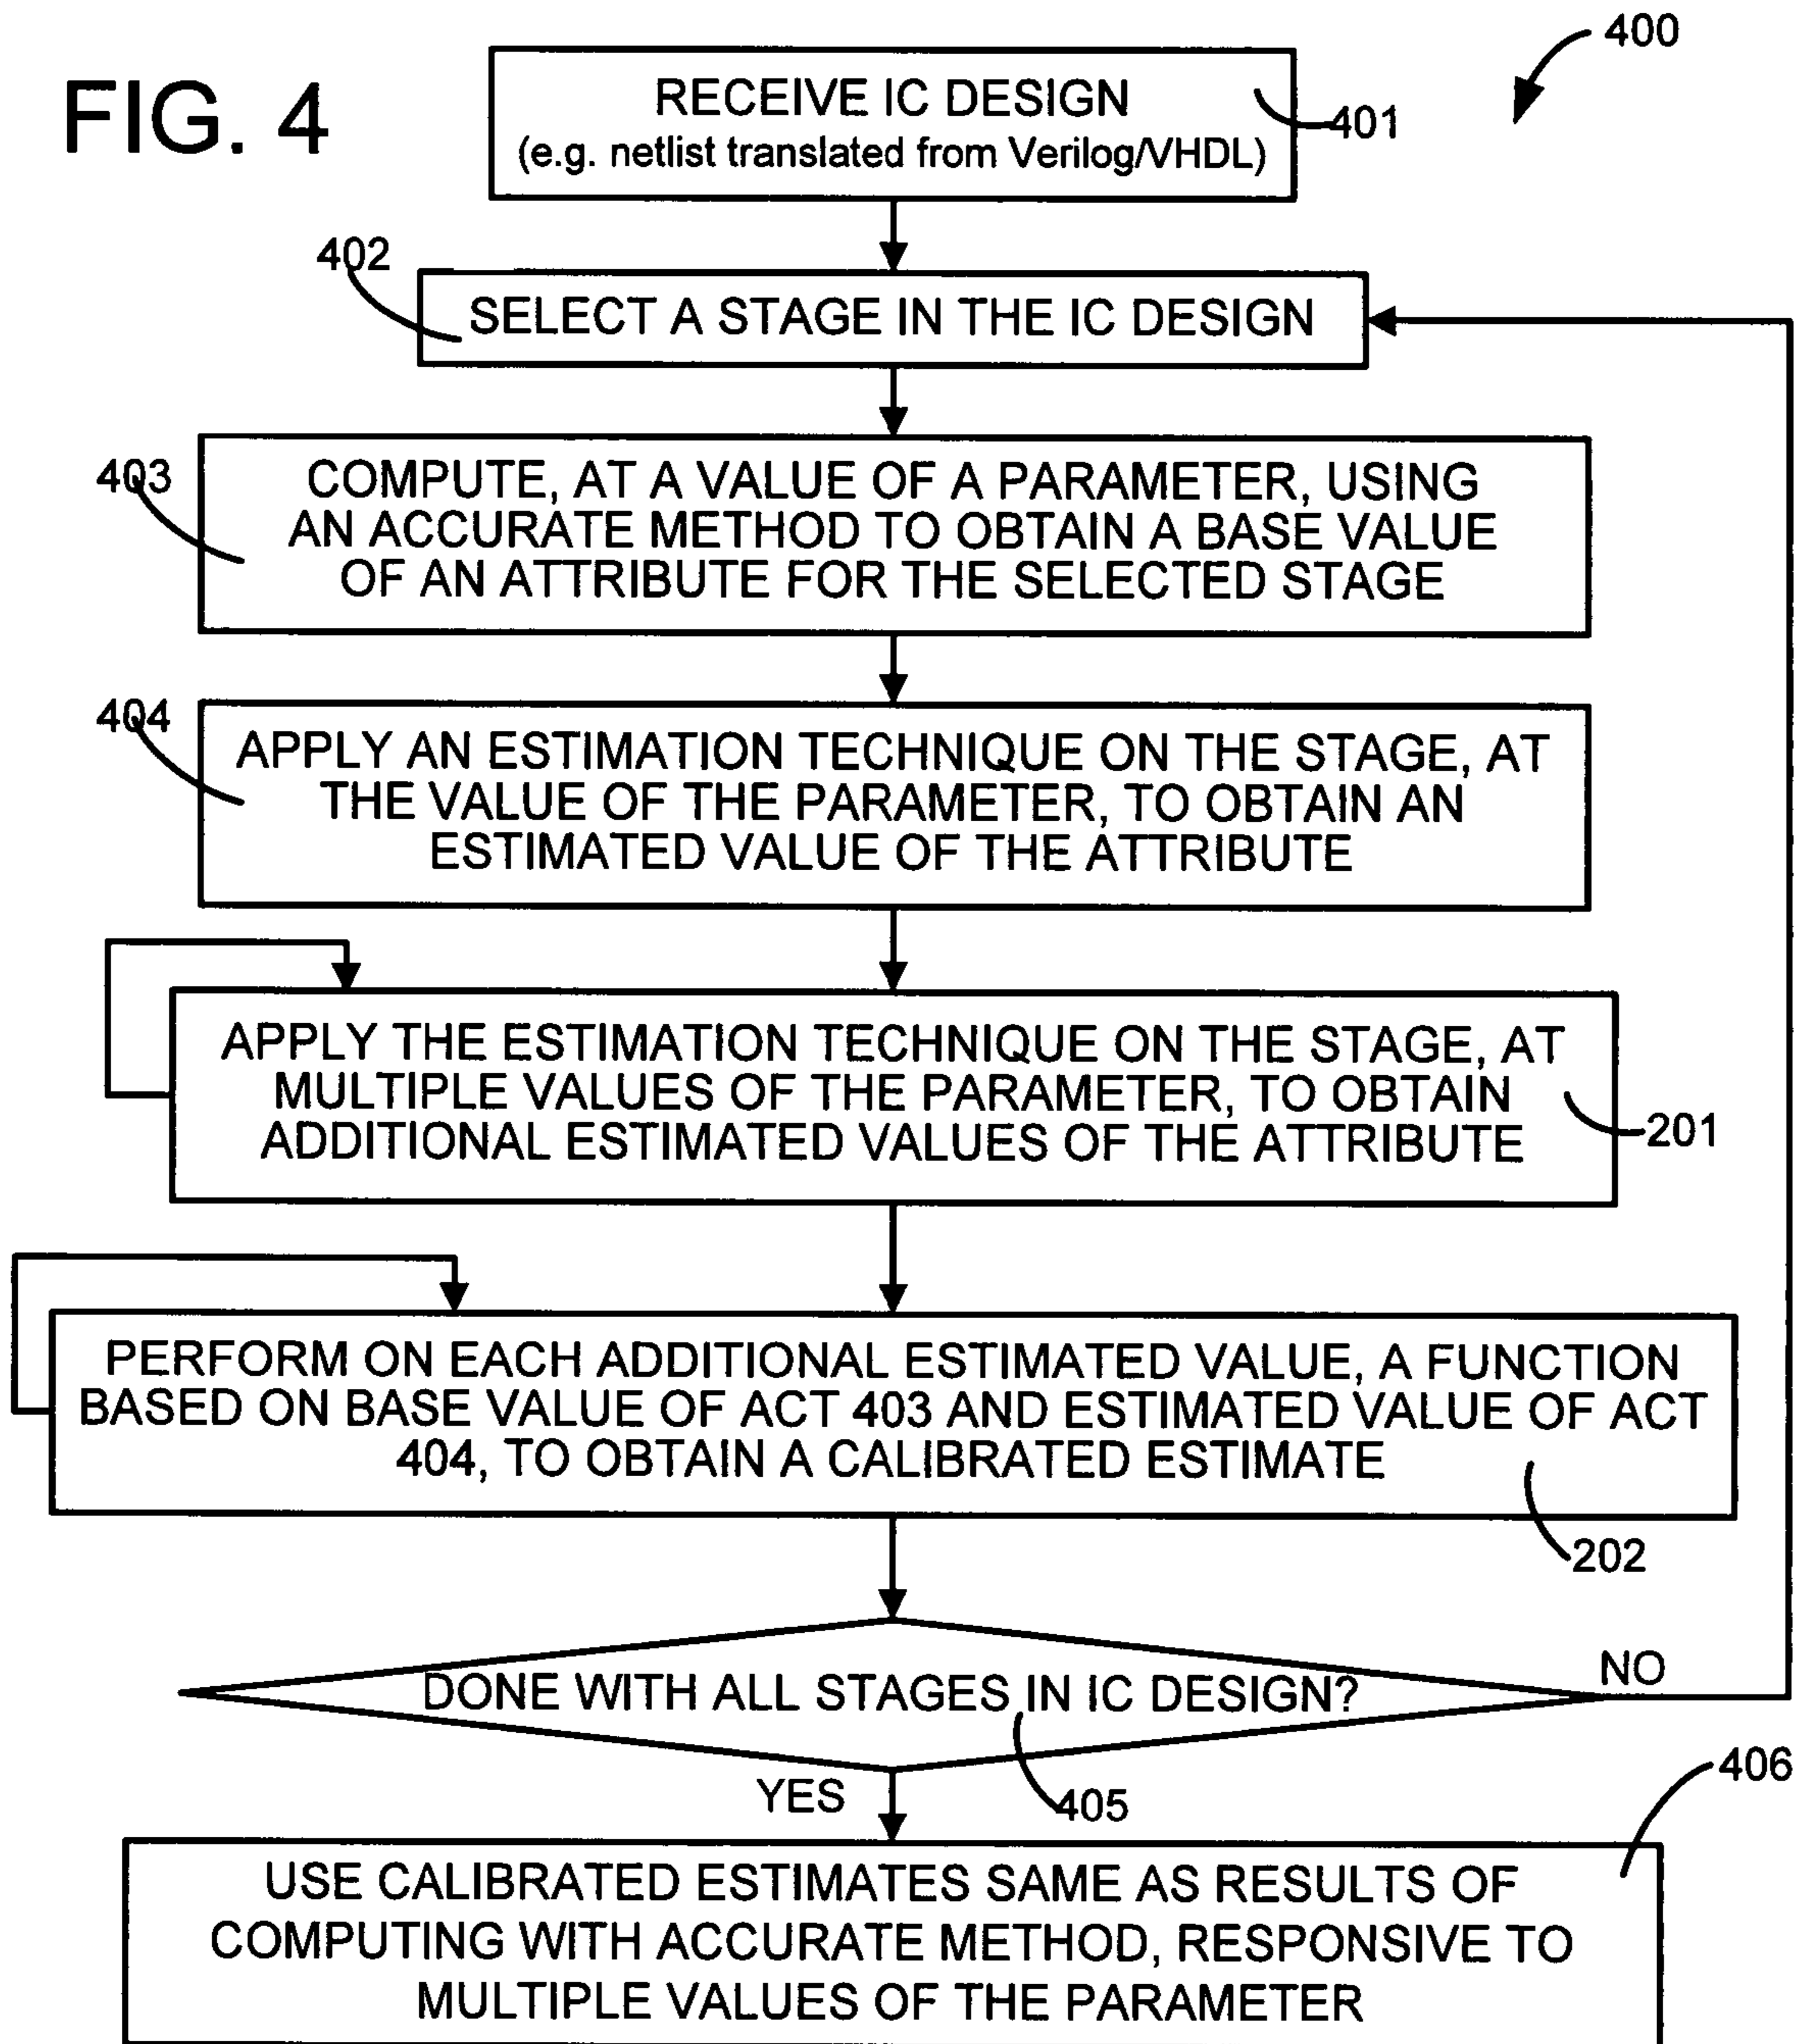 FIG. 4
400
RECEIVE IC DESIGN
(e.g. netlist translated from Verilog/VHDL)
401
402
SELECT A STAGE IN THE IC DESIGN
403
COMPUTE, AT A VALUE OF A PARAMETER, USING
AN ACCURATE METHOD TO OBTAIN A BASE VALUE
OF AN ATTRIBUTE FOR THE SELECTED STAGE
404
APPLY AN ESTIMATION TECHNIQUE ON THE STAGE, AT
THE VALUE OF THE PARAMETER, TO OBTAIN AN
ESTIMATED VALUE OF THE ATTRIBUTE
APPLY THE ESTIMATION TECHNIQUE ON THE STAGE, AT
MULTIPLE VALUES OF THE PARAMETER, TO OBTAIN
ADDITIONAL ESTIMATED VALUES OF THE ATTRIBUTE
201
PERFORM ON EACH ADDITIONAL ESTIMATED VALUE, A FUNCTION
BASED ON BASE VALUE OF ACT 403 AND ESTIMATED VALUE OF ACT
404, TO OBTAIN A CALIBRATED ESTIMATE
202
DONE WITH ALL STAGES IN IC DESIGN?
NO
YES
405
406
USE CALIBRATED ESTIMATES SAME AS RESULTS OF
COMPUTING WITH ACCURATE METHOD, RESPONSIVE TO
MULTIPLE VALUES OF THE PARAMETER